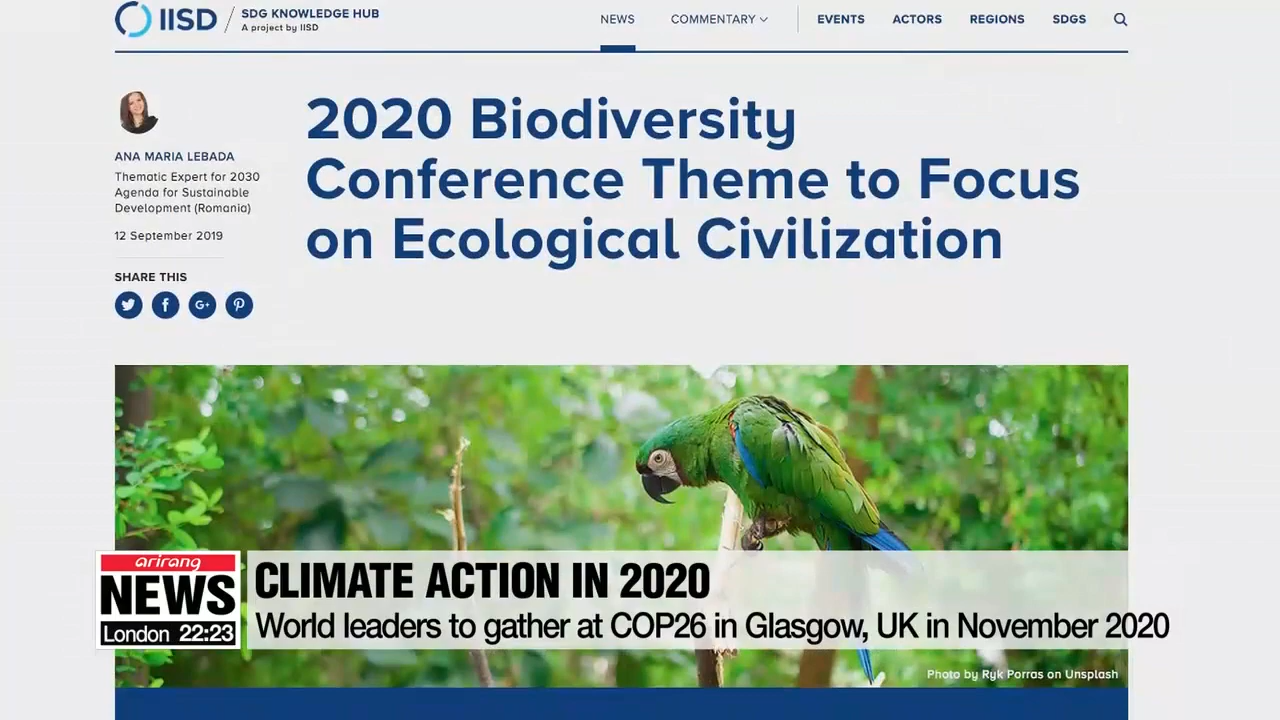 IISD
SDG KNOWLEDGE HUB
A project by IISD
NEWS
COMMENTARY
EVENTS
ACTORS
REGIONS
SDGS
ANA MARIA LEBADA
Thematic Expert for 2030
Agenda for Sustainable
Development (Romania)
12 September 2019
SHARE THIS
G+
2020 Biodiversity
Conference Theme to Focus
on Ecological Civilization
arirang
NEWS
London 22:23
CLIMATE ACTION IN 2020
World leaders to gather at COP26 in Glasgow, UK in November 2020
Photo by Ryk Porras on Unsplash